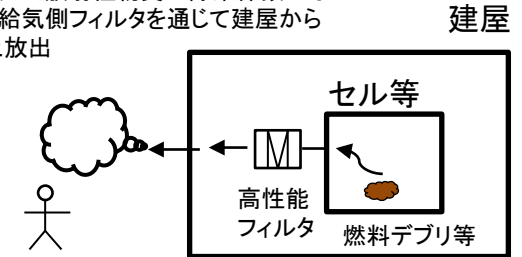 給気側フィルタを通じて建屋から
放出
建屋
セル等
高性能
フィルタ
燃料デブリ等